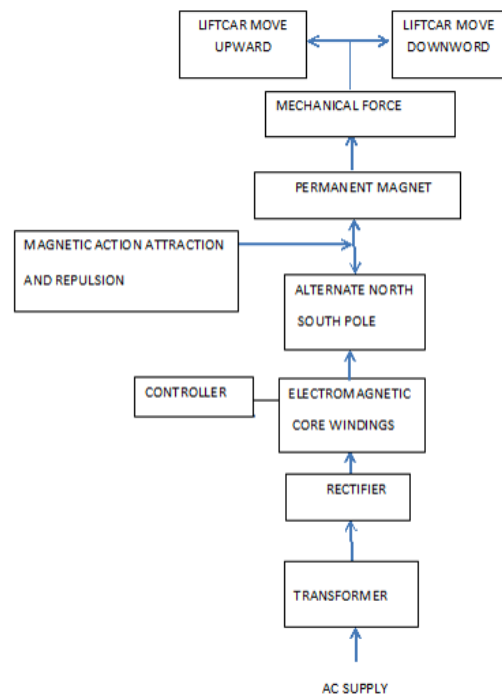 LIFTCAR MOVE
UPWARD
LIFTCAR MOVE
DOWNWORD
MECHANICAL FORCE
PERMANENT MAGNET
MAGNETIC ACTION ATTRACTION
AND REPULSION
ALTERNATE NORTH
SOUTH POLE
CONTROLLER
ELECTROMAGNETIC
CORE WINDINGS
RECTIFIER
TRANSFORMER
AC SUPPLY